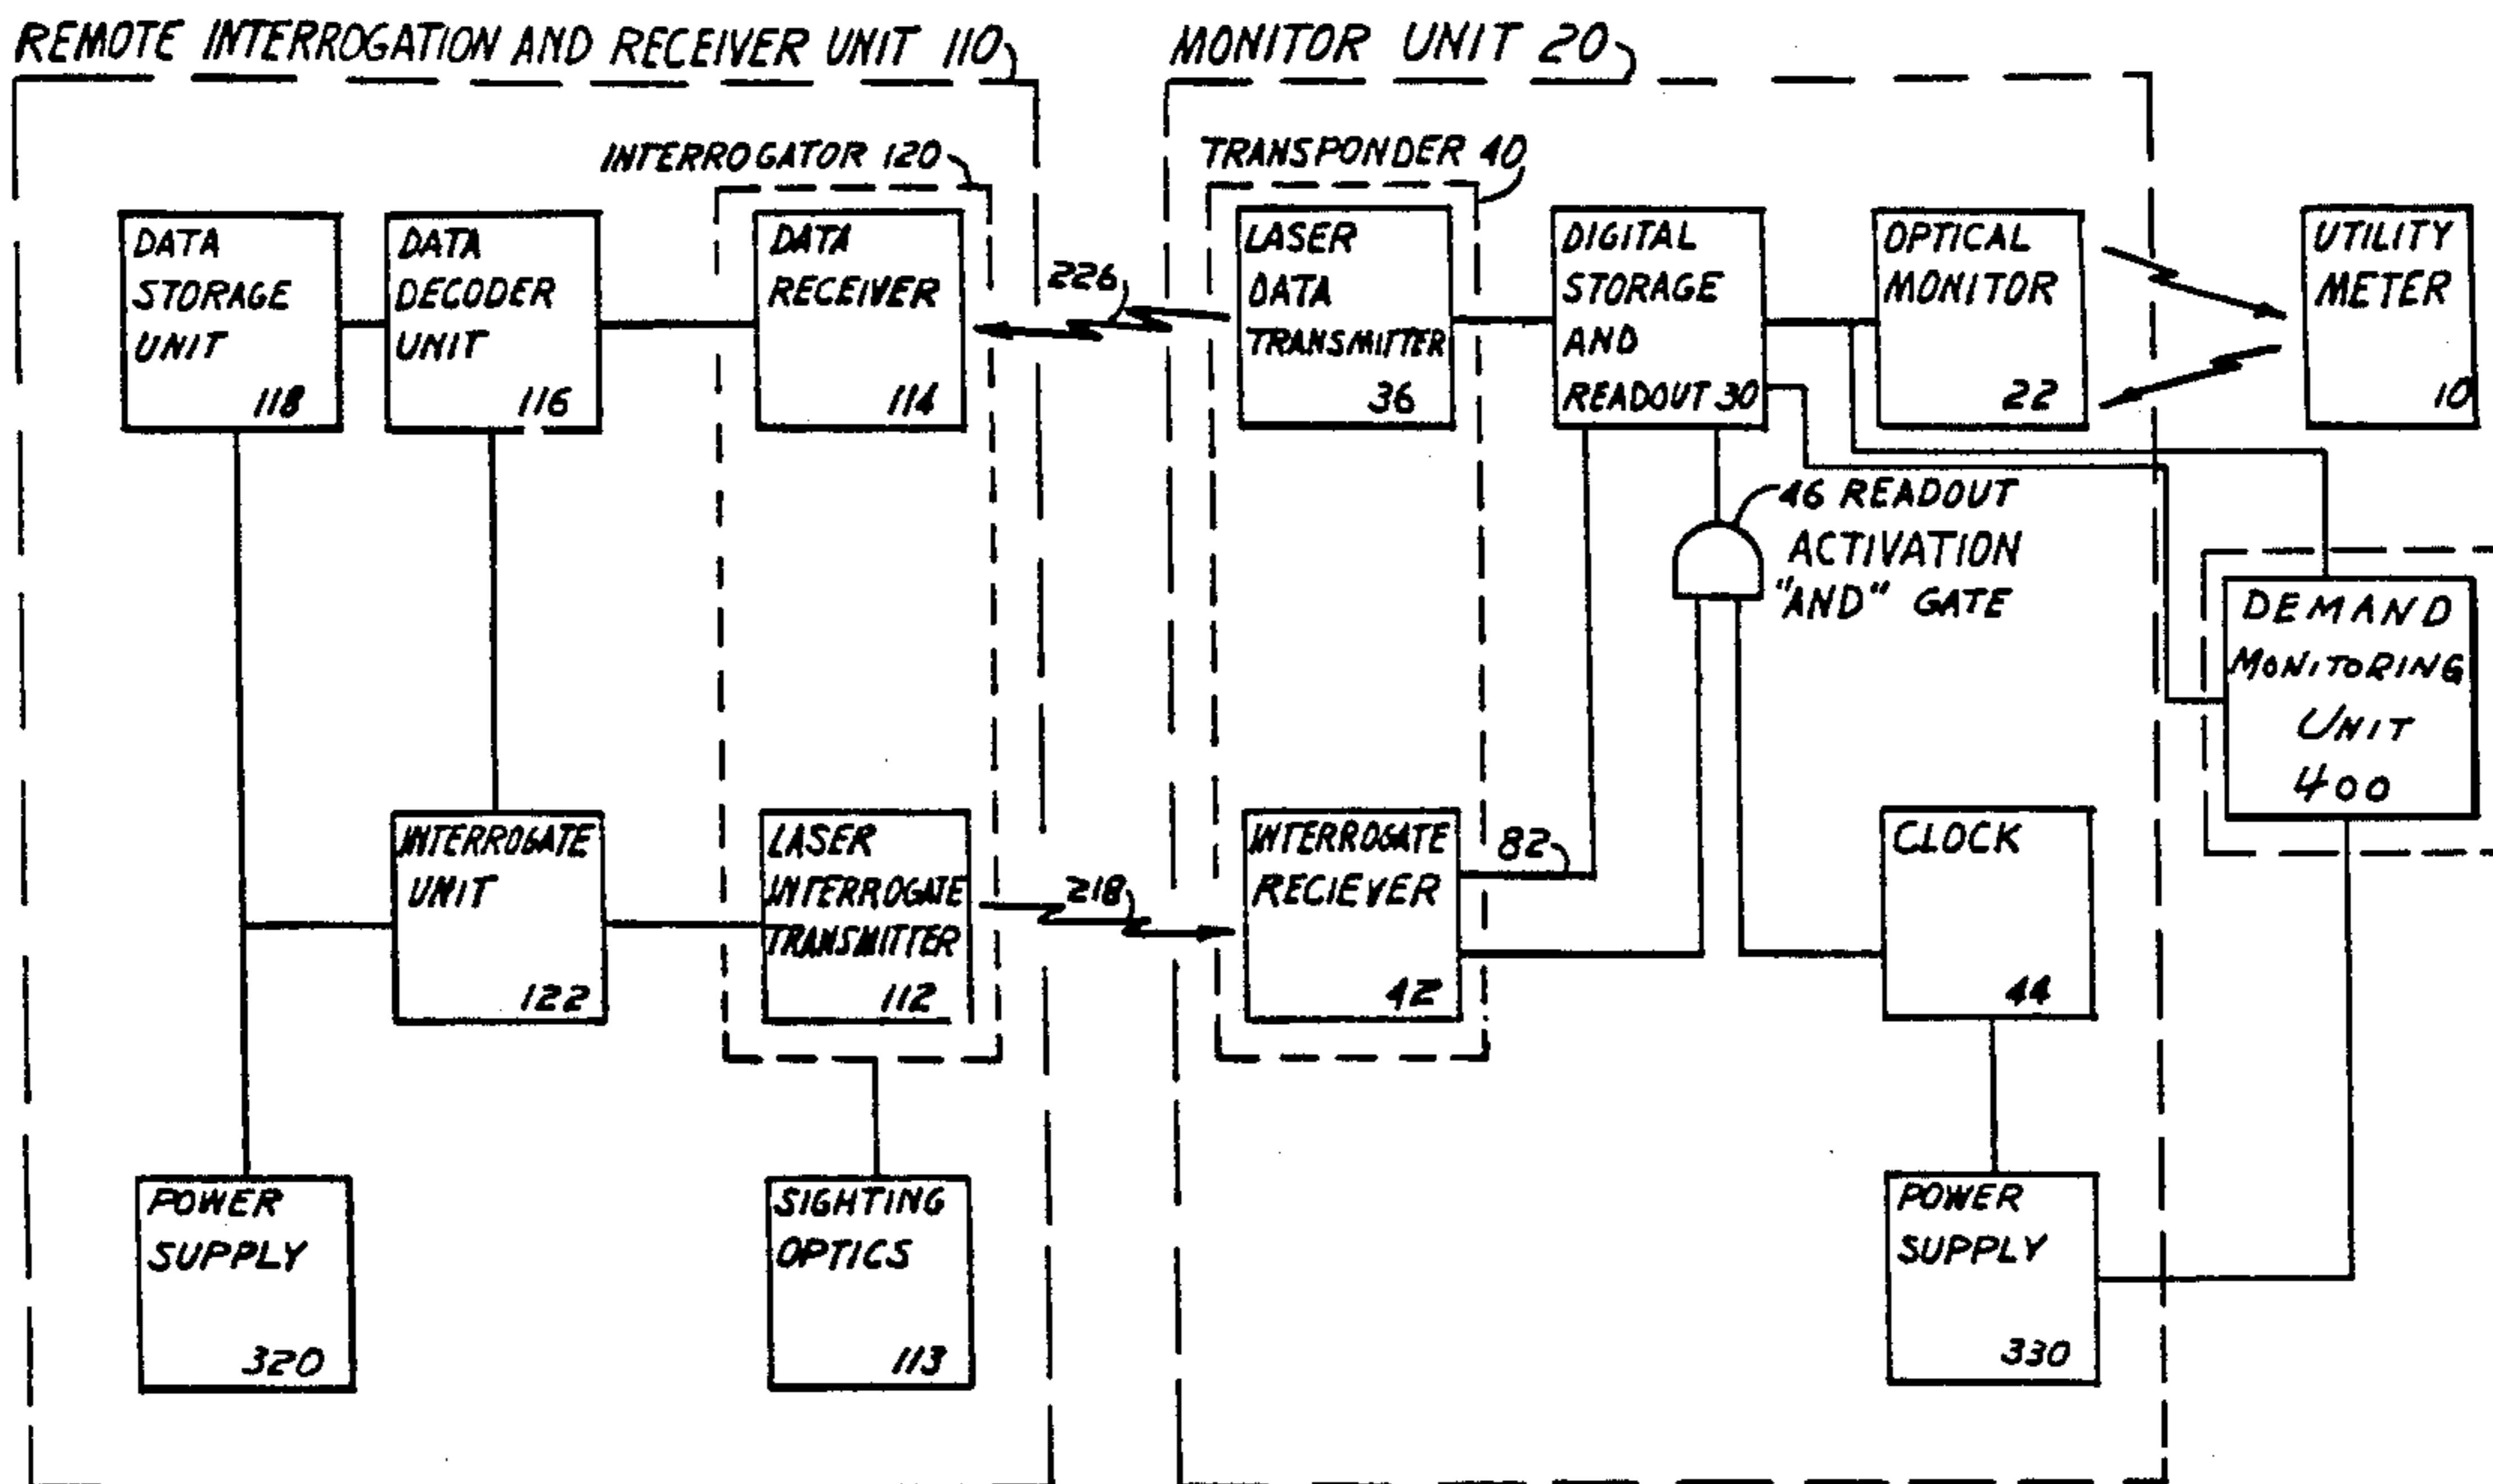 REMOTE INTERROGATION AND RECEIVER UNIT 110
MONITOR UNIT 20
INTERROGATOR 120
TRANSPONDER 40
DATA
STORAGE
UNIT
118
DATA
DECODER
UNIT
116
DATA
RECEIVER
114
226
LASER
DATA
TRANSMITTER
36
DIGITAL
STORAGE
AND
READOUT 30
OPTICAL
MONITOR
22
UTILITY
METER
10
46 READOUT
ACTIVATION
"AND" GATE
DEMAND
MONITORING
UNIT
400
INTERROGATE
UNIT
122
LASER
INTERROGATE
TRANSMITTER
112
218
INTERROGATE
RECIEVER
42
82
CLOCK
44
POWER
SUPPLY
320
SIGHTING
OPTICS
113
POWER
SUPPLY
330